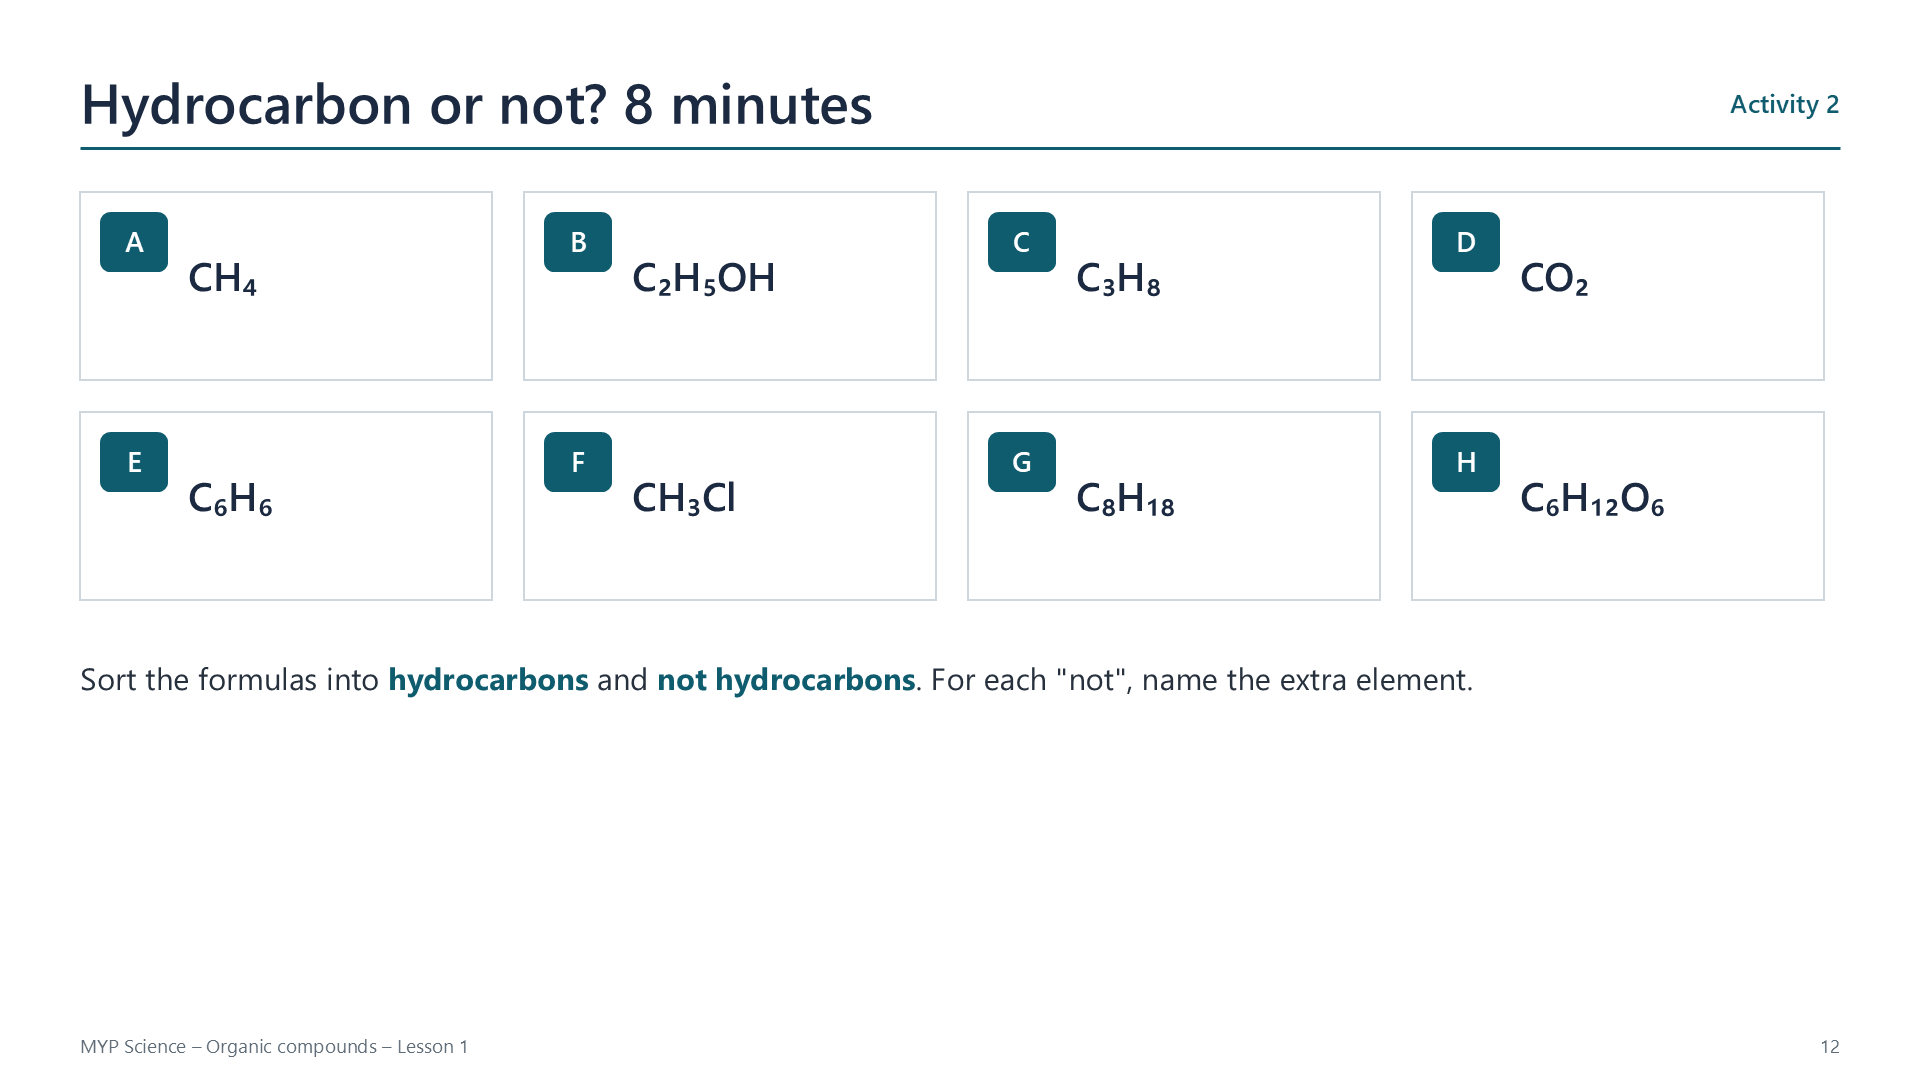 Hydrocarbon or not? 8 minutes
Activity 2
A
CH₄
B
C₂H₅OH
C
C₃H₈
D
CO₂
E
C₆H₆
F
CH₃Cl
G
C₈H₁₈
H
C₆H₁₂O₆
Sort the formulas into hydrocarbons and not hydrocarbons. For each "not", name the extra element.
MYP Science – Organic compounds – Lesson 1
12